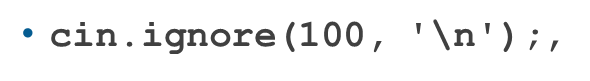 • cin.ignore(100, '\n');,